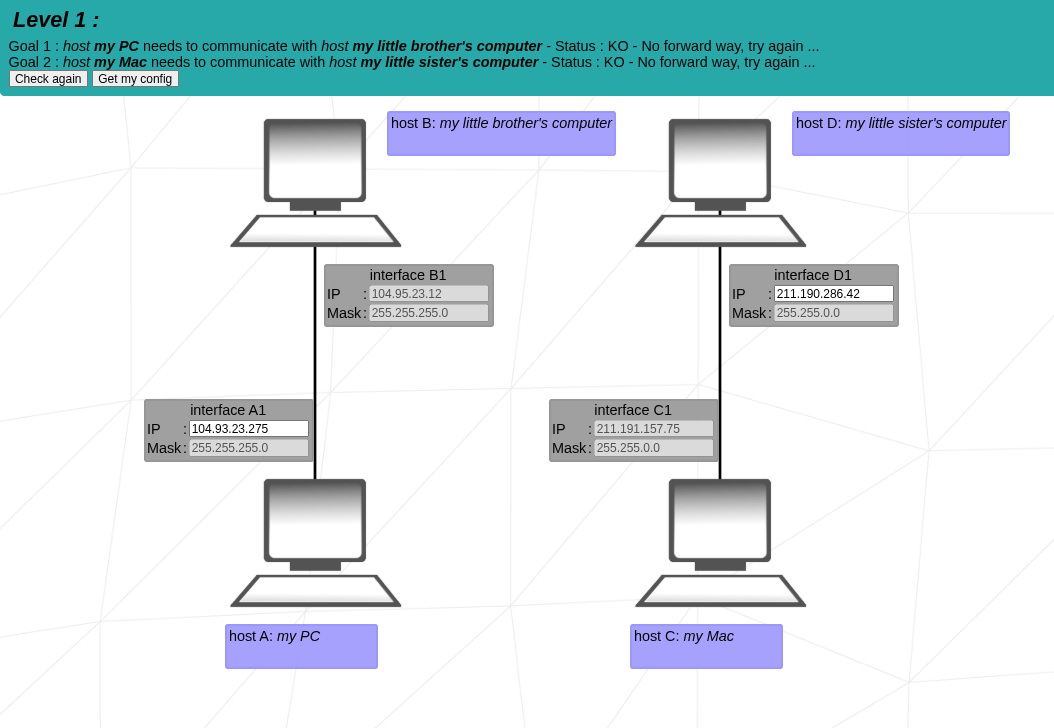 Level 1 :
Goal 1 : host my PC needs to communicate with host my little brother's computer - Status : KO - No forward way, try again ...
Goal 2 : host my Mac needs to communicate with host my little sister's computer - Status : KO - No forward way, try again ...
Check again Get my config
host B: my little brother's computer
host D: my little sister's computer
interface B1
IP : 104.95.23.12
Mask : 255.255.255.0
interface D1
IP : 211.190.286.42
Mask : 255.255.0.0
interface A1
IP : 104.93.23.275
Mask : 255.255.255.0
interface C1
IP : 211.191.157.75
Mask : 255.255.0.0
host A: my PC
host C: my Mac